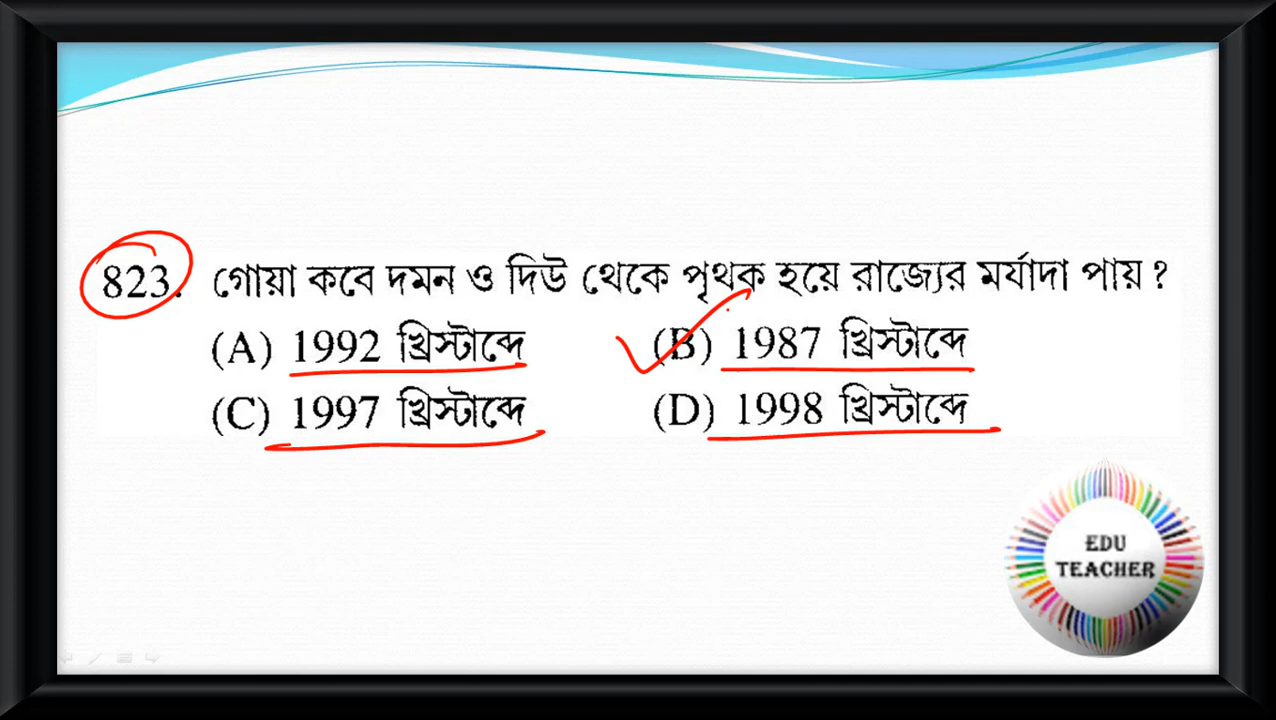 823. গোয়া কবে দমন ও দিউ থেকে পৃথক হয়ে রাজ্যের মর্যাদা পায় ?
(A) 1992 খ্রিস্টাব্দে (B) 1987 খ্রিস্টাব্দে
(C) 1997 খ্রিস্টাব্দে (D) 1998 খ্রিস্টাব্দে
EDU
TEACHER